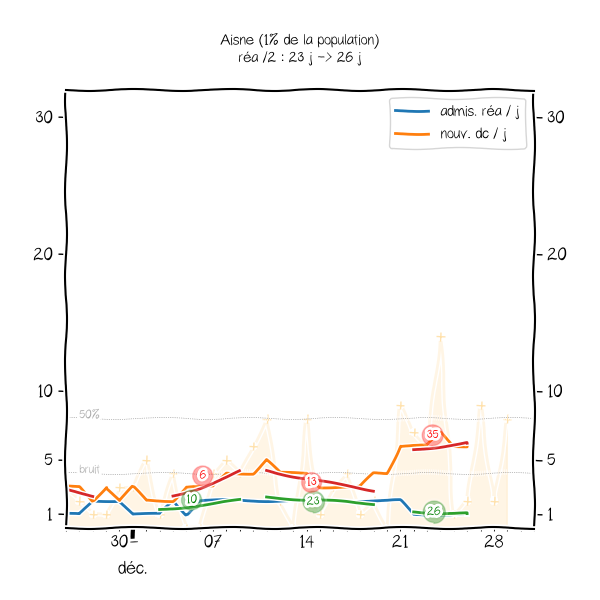 Aisne (1% de la population)
réa /2 : 23 j -> 26 j
admis. réa / j
nouv. dc / j
30 30
20 20
10 10
50%
5 5
bruit
1 1
6
10
13
23
35
26
30 07 14 21 28
déc.